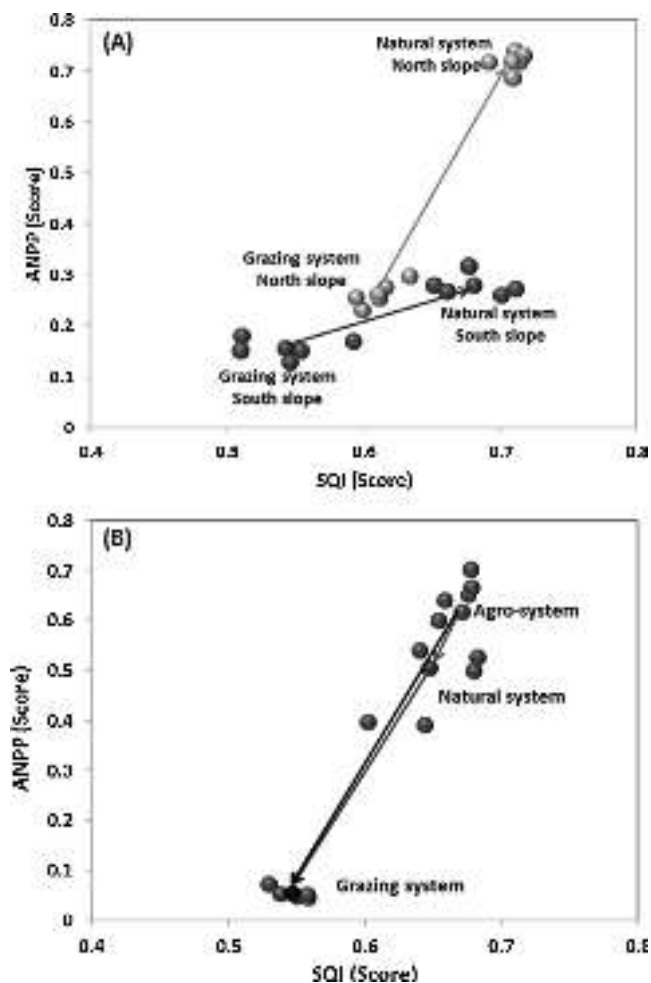 (A)
0.8
0.7
0.6
0.5
0.4
0.3
0.2
0.1
0
ANPP [Score]
Natural system
North slope
Grazing system
North slope
Natural system
South slope
Grazing system
South slope
0.4
0.5
0.6
0.7
0.8
SQI [Score]
(B)
0.8
0.7
0.6
0.5
0.4
0.3
0.2
0.1
0
ANPP (Score)
Agro-system
Natural system
Grazing system
0.4
0.5
0.6
0.7
0.8
SQI (Score)